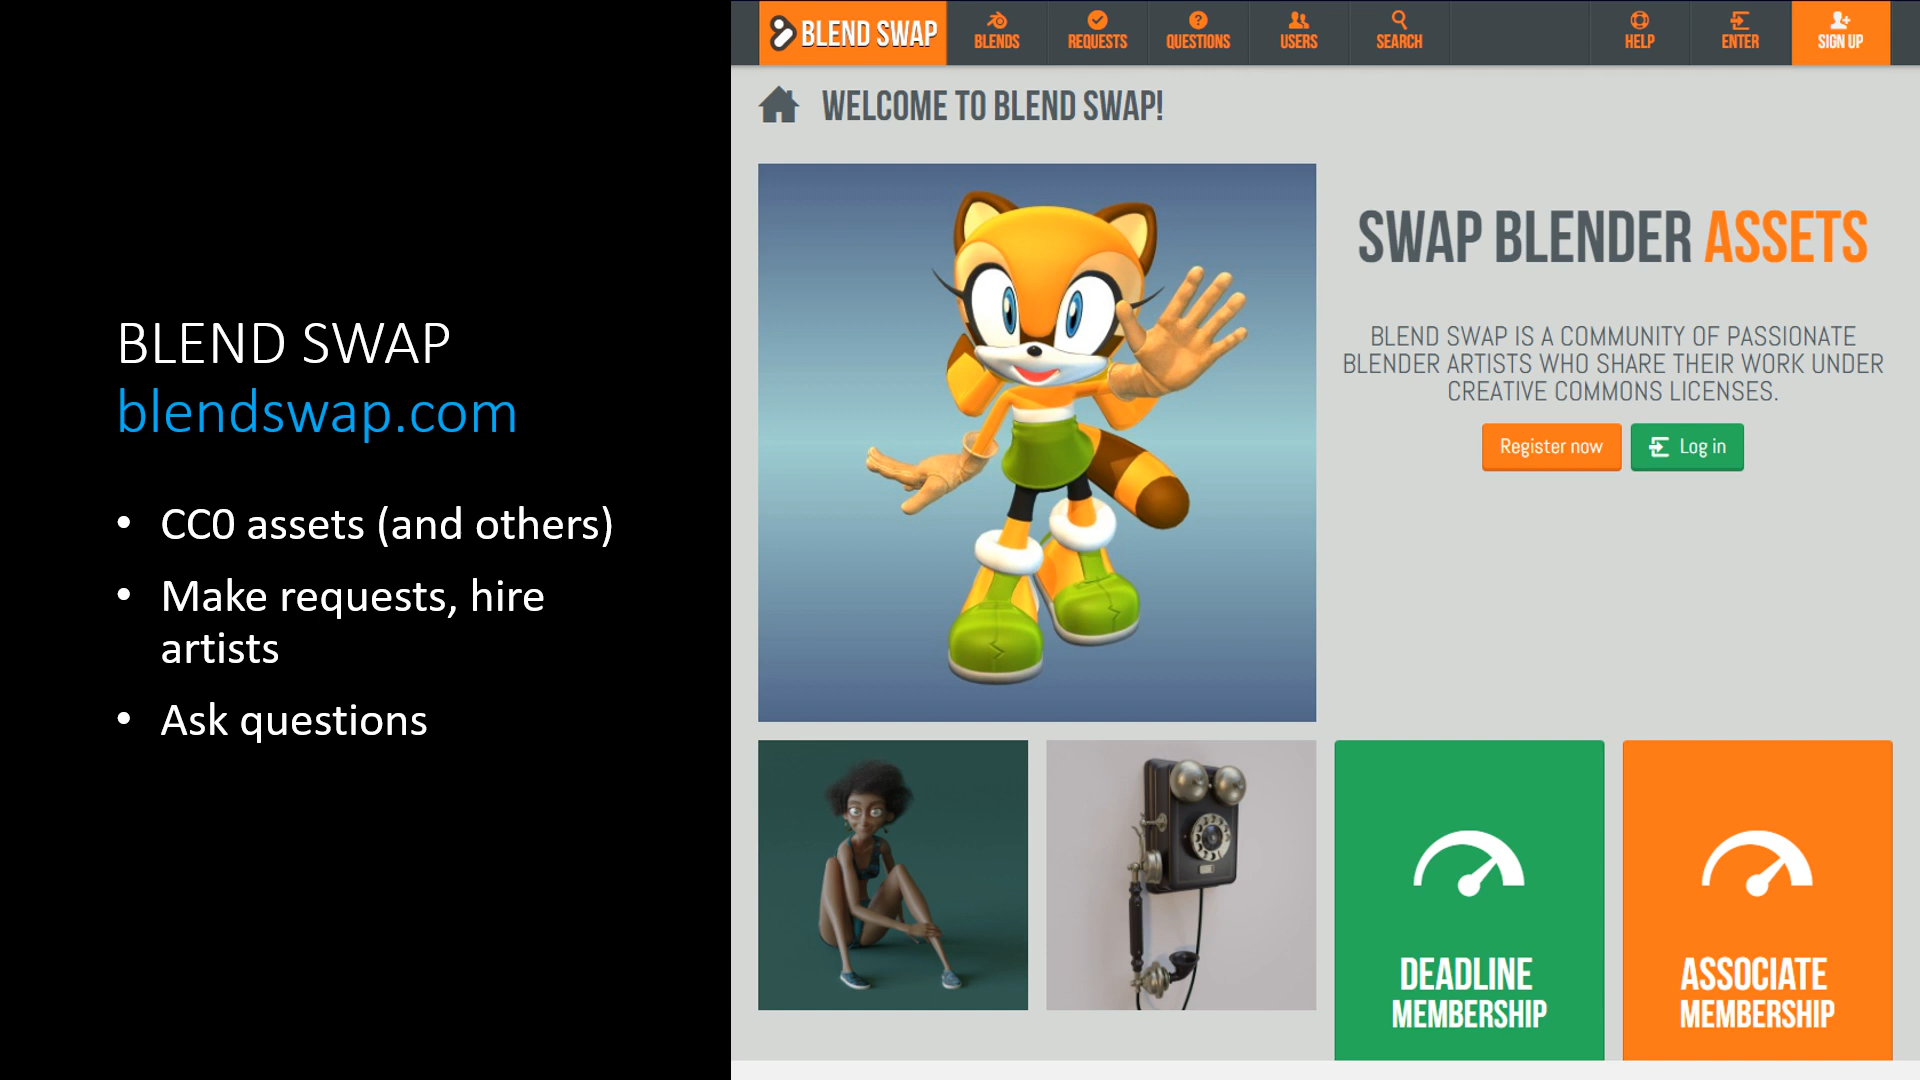 BLEND SWAP
blendswap.com
• CC0 assets (and others)
• Make requests, hire
artists
• Ask questions
BLEND SWAP
BLENDS
REQUESTS
QUESTIONS
USERS
SEARCH
HELP
ENTER
SIGN UP
WELCOME TO BLEND SWAP!
SWAP BLENDER ASSETS
BLEND SWAP IS A COMMUNITY OF PASSIONATE
BLENDER ARTISTS WHO SHARE THEIR WORK UNDER
CREATIVE COMMONS LICENSES.
Register now
Log in
DEADLINE
MEMBERSHIP
ASSOCIATE
MEMBERSHIP